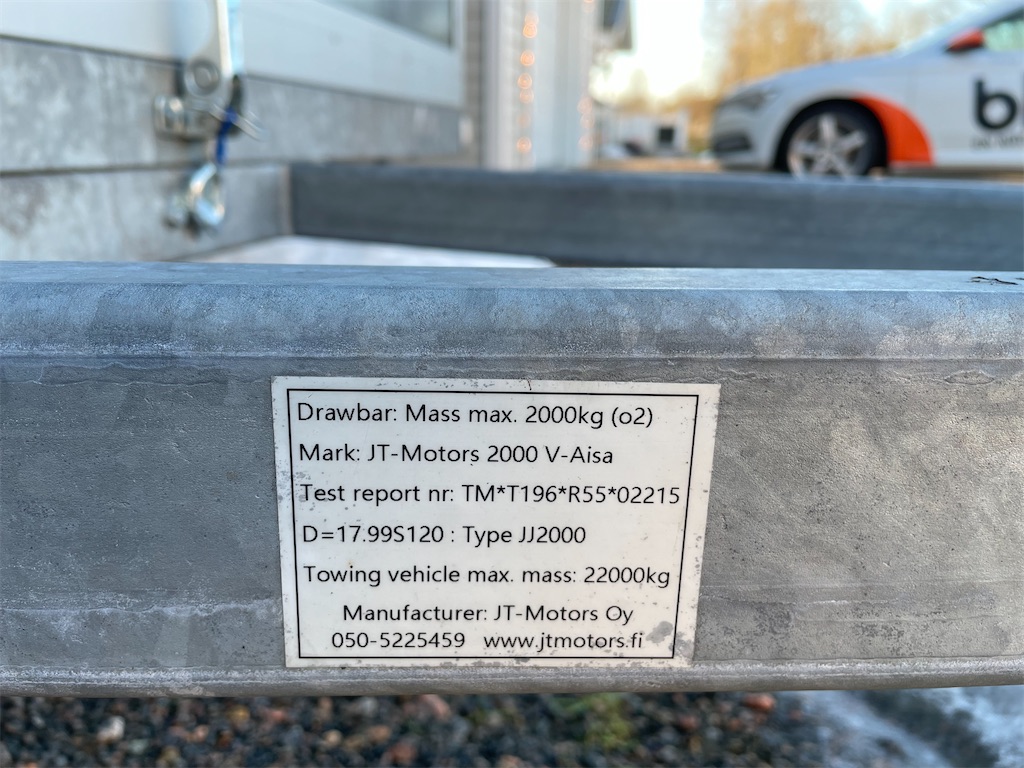 Drawbar: Mass max. 2000kg (o2)
Mark: JT-Motors 2000 V-Aisa
Test report nr: TM*T196*R55*02215
D=17.99S120 : Type JJ2000
Towing vehicle max. mass: 22000kg
Manufacturer: JT-Motors Oy
050-5225459 www.jtmotors.fi